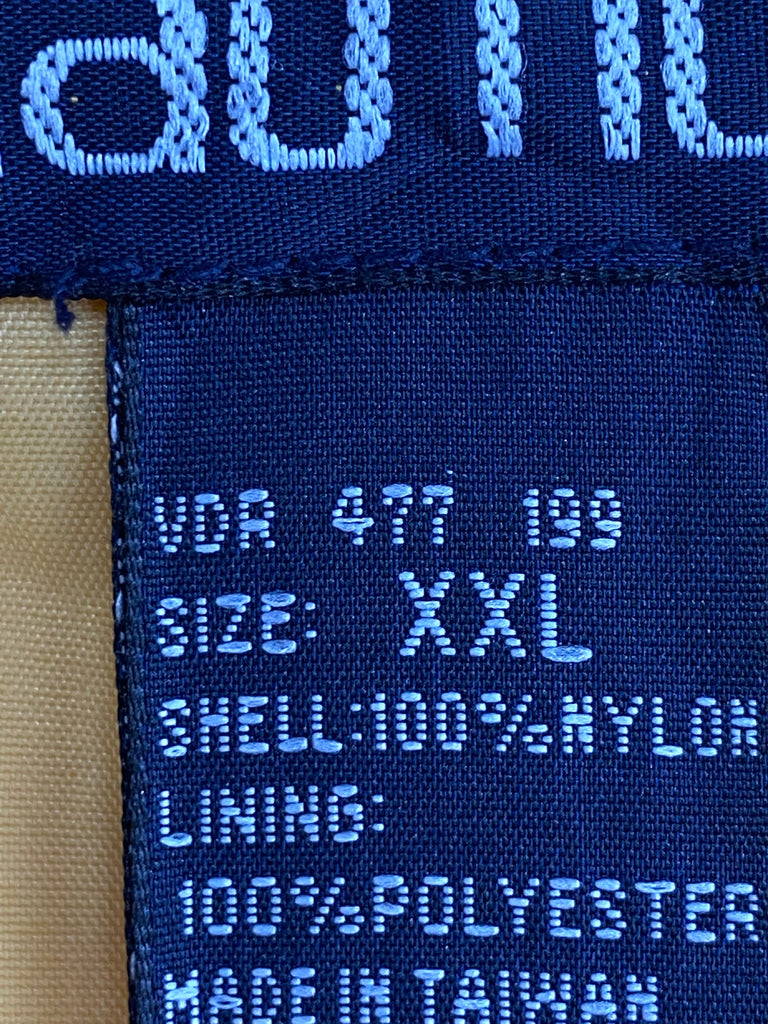 VDR 477 199
SIZE: XXL
SHELL:100%NYLON
LINING:
100%POLYESTER
MADE IN TAIWAN